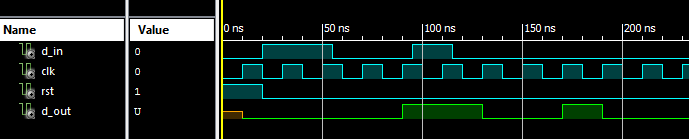 Name Value 0 ns 50 ns 100 ns 150 ns 200 ns
d_in 0
clk 0
rst 1
d_out U